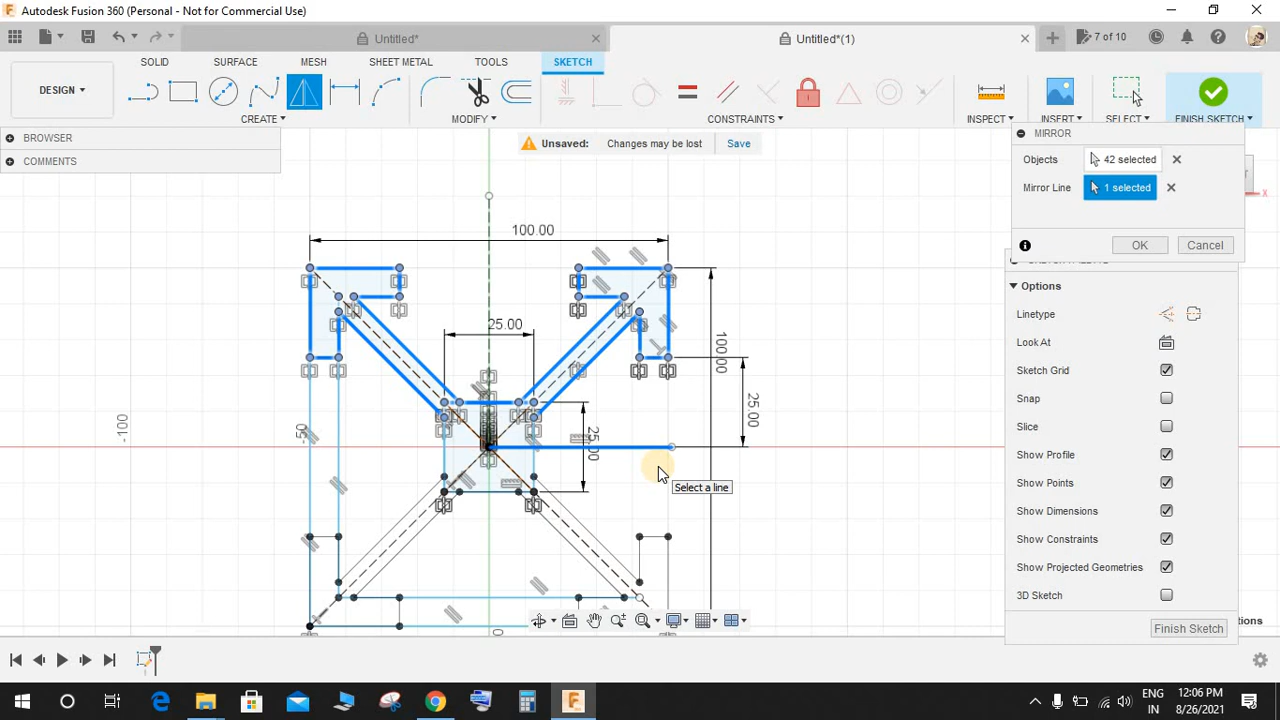 Autodesk Fusion 360 (Personal - Not for Commercial Use)
Untitled*
Untitled*(1)
7 of 10
DESIGN
SOLID
SURFACE
MESH
SHEET METAL
TOOLS
SKETCH
CREATE
MODIFY
CONSTRAINTS
INSPECT
INSERT
SELECT
FINISH SKETCH
BROWSER
COMMENTS
Unsaved:
Changes may be lost
Save
MIRROR
Objects
42 selected
Mirror Line
1 selected
OK
Cancel
X
100.00
25.00
100.00
25.00
25.00
-100
-50
0
Select a line
Options
Linetype
Look At
Sketch Grid
Snap
Slice
Show Profile
Show Points
Show Dimensions
Show Constraints
Show Projected Geometries
3D Sketch
Finish Sketch
ENG
IN
12:06 PM
8/26/2021